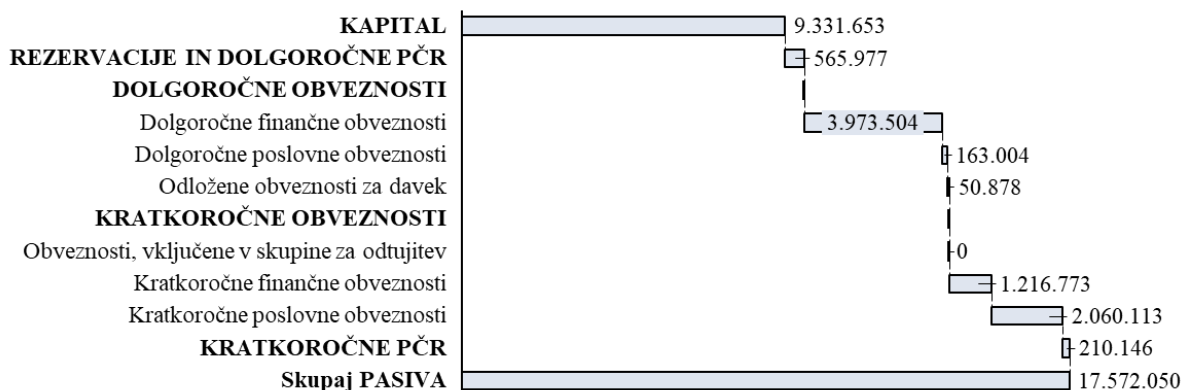 KAPITAL 9.331.653
REZERVACIJE IN DOLGOROČNE PČR 565.977
DOLGOROČNE OBVEZNOSTI
Dolgoročne finančne obveznosti 3.973.504
Dolgoročne poslovne obveznosti 163.004
Odložene obveznosti za davek 50.878
KRATKOROČNE OBVEZNOSTI
Obveznosti, vključene v skupine za odtujitev 0
Kratkoročne finančne obveznosti 1.216.773
Kratkoročne poslovne obveznosti 2.060.113
KRATKOROČNE PČR 210.146
Skupaj PASIVA 17.572.050